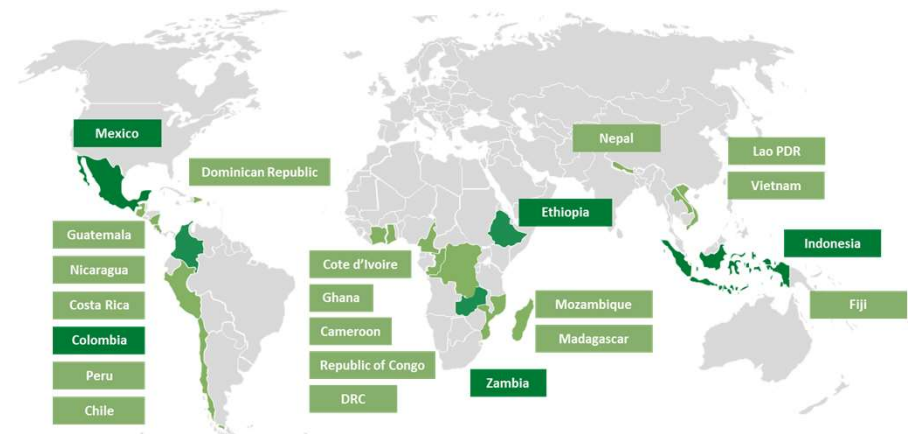 Mexico
Dominican Republic
Guatemala
Nicaragua
Costa Rica
Colombia
Peru
Chile
Cote d'Ivoire
Ghana
Cameroon
Republic of Congo
DRC
Ethiopia
Mozambique
Madagascar
Zambia
Nepal
Lao PDR
Vietnam
Indonesia
Fiji